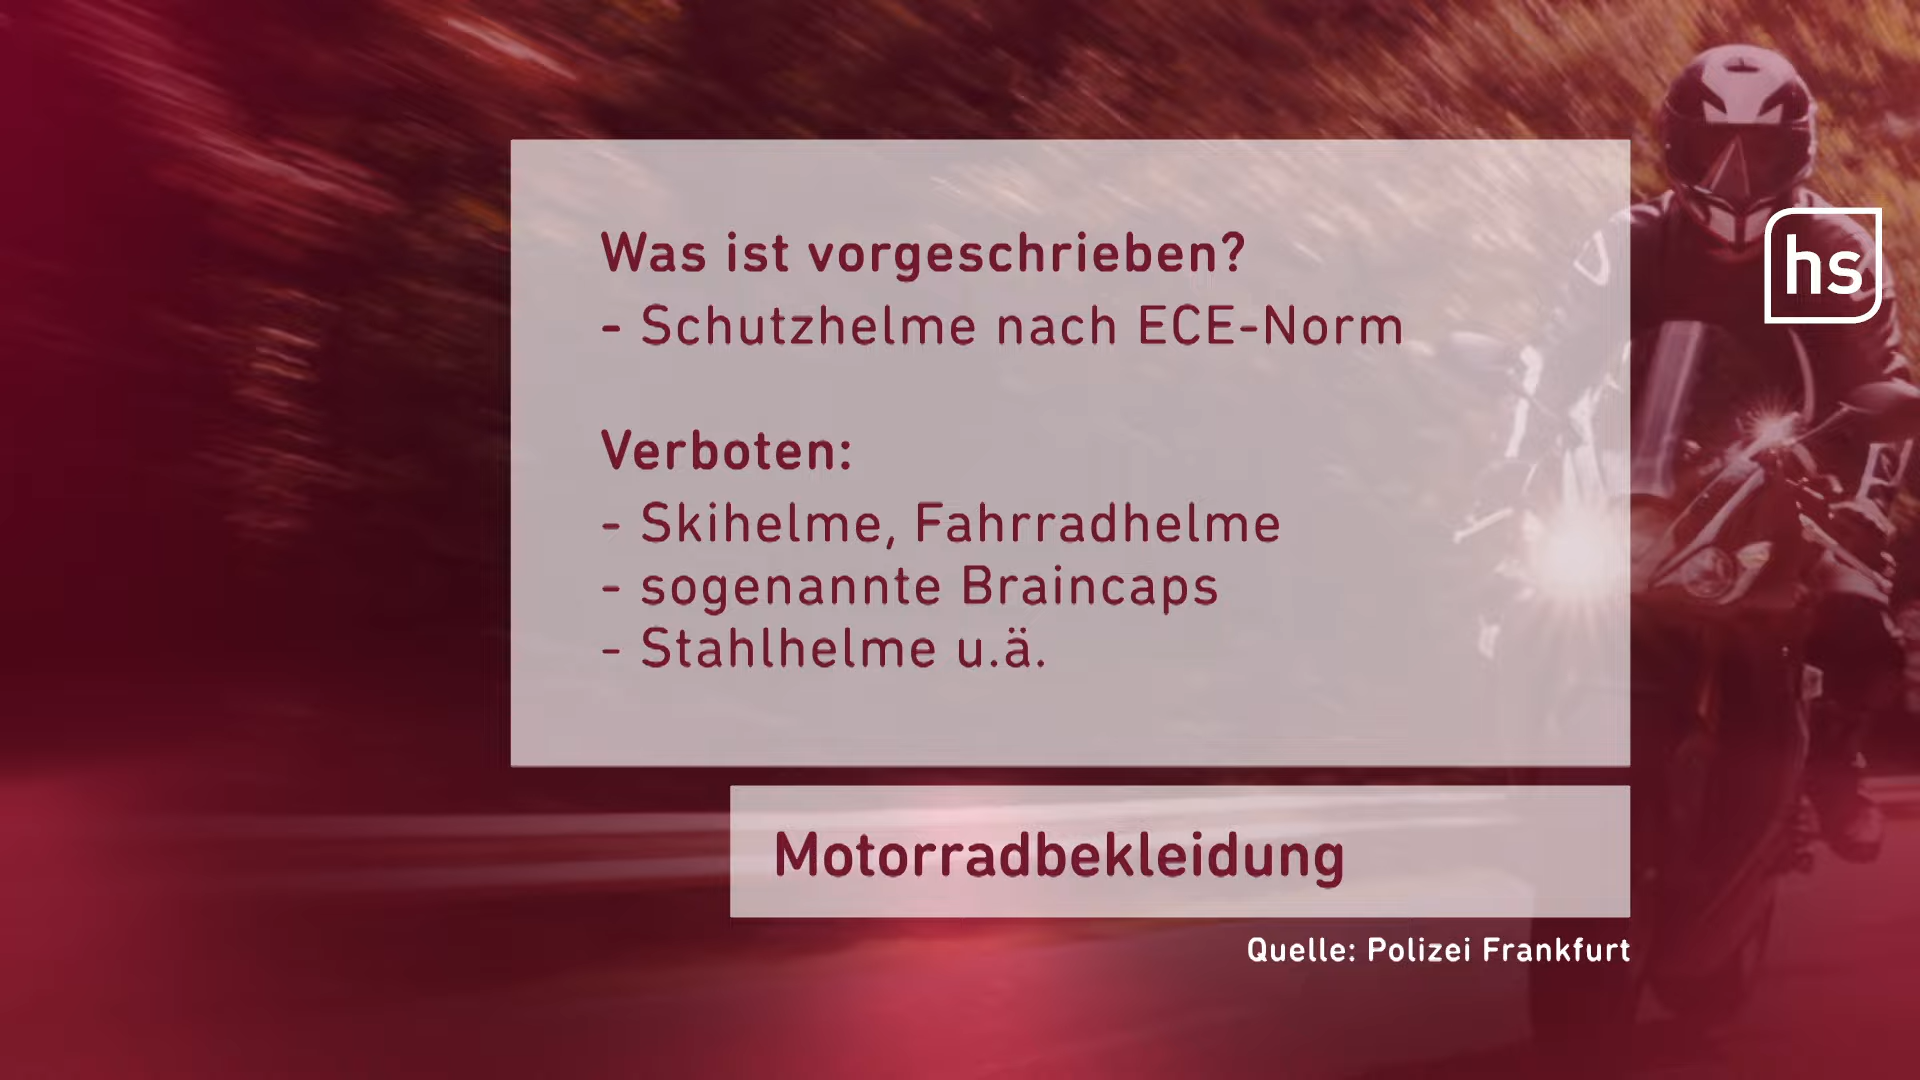 Was ist vorgeschrieben?
- Schutzhelme nach ECE-Norm
Verboten:
- Skihelme, Fahrradhelme
- sogenannte Braincaps
- Stahlhelme u.ä.
Motorradbekleidung
Quelle: Polizei Frankfurt
hs